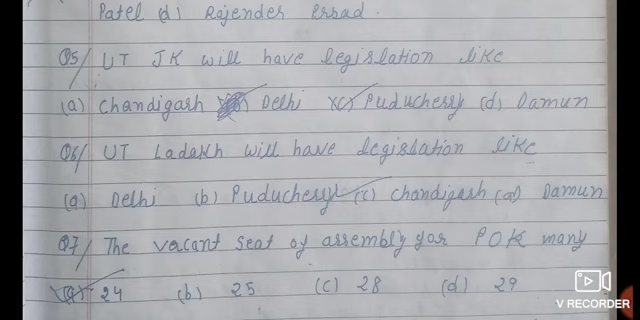 Patel (d) Rajender Prsad.
Q5/ UT JK will have legislation like
(a) Chandigarh (b) Delhi (c) Puducherry (d) Damun
Q6/ UT Ladakh will have legislation like
(a) Delhi (b) Puducherry (c) Chandigarh (d) Damun
Q7/ The vacant seat of assembly for POK many
(a) 24 (b) 25 (c) 28 (d) 29
V RECORDER